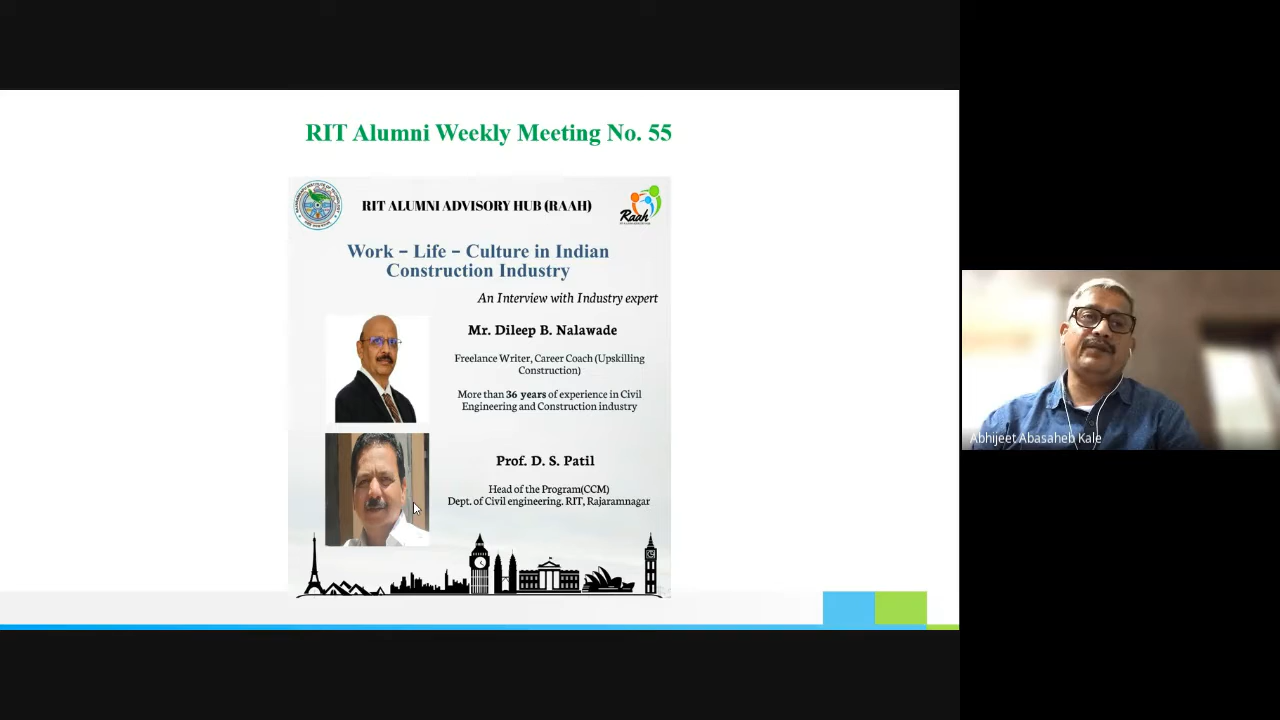 RIT Alumni Weekly Meeting No. 55
RIT ALUMNI ADVISORY HUB (RAAH)
Raah
Work – Life – Culture in Indian
Construction Industry
An Interview with Industry expert
Mr. Dileep B. Nalawade
Freelance Writer, Career Coach (Upskilling
Construction)
More than 36 years of experience in Civil
Engineering and Construction industry
Prof. D. S. Patil
Head of the Program(CCM)
Dept. of Civil engineering. RIT, Rajaramnagar
Abhijeet Abasaheb Kale